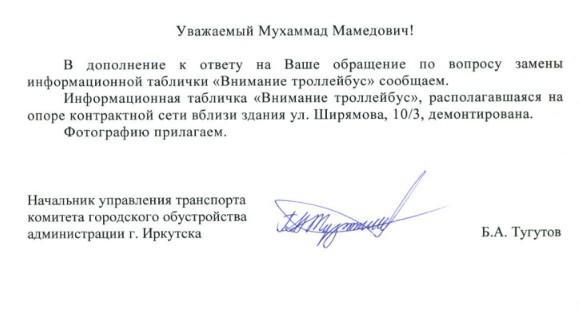 Уважаемый Мухаммад Мамедович!
В дополнение к ответу на Ваше обращение по вопросу замены
информационной таблички «Внимание троллейбус» сообщаем.
Информационная табличка «Внимание троллейбус», располагавшаяся на
опоре контрактной сети вблизи здания ул. Ширямова, 10/3, демонтирована.
Фотографию прилагаем.
Начальник управления транспорта
комитета городского обустройства
администрации г. Иркутска
Б.А. Тугутов